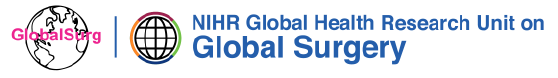 GlobalSurg
NIHR Global Health Research Unit on
Global Surgery